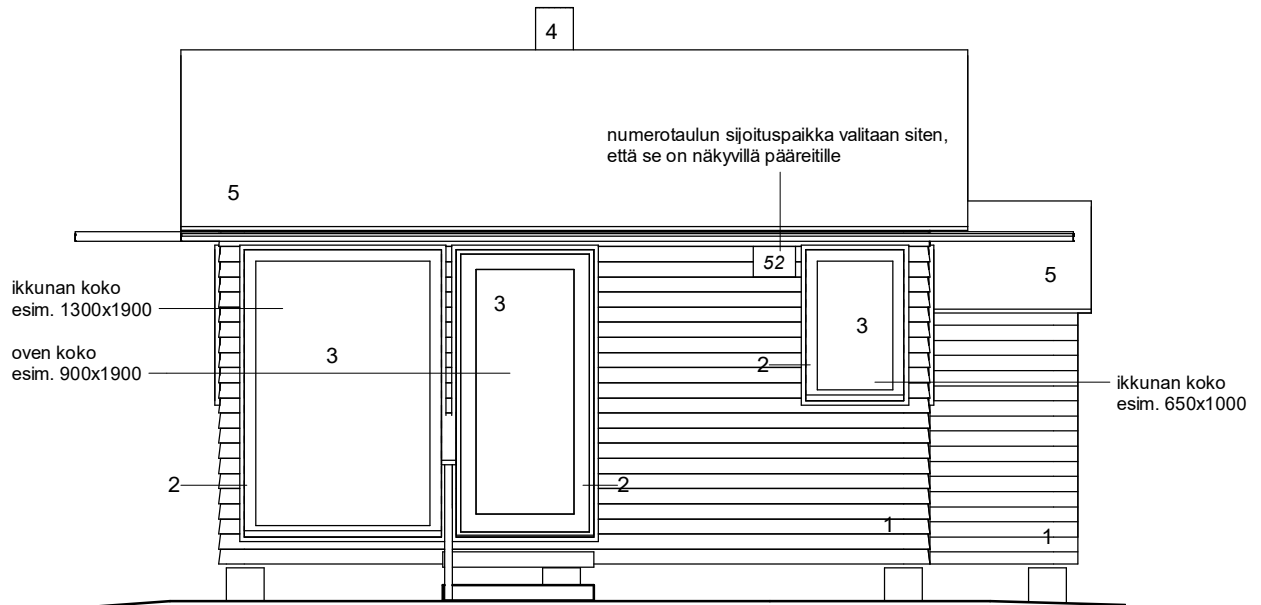 4
numerotaulun sijoituspaikka valitaan siten,
että se on näkyvillä pääreitille
5
52
5
ikkunan koko
esim. 1300x1900
3
3
3
oven koko
esim. 900x1900
2
ikkunan koko
esim. 650x1000
2
2
1
1